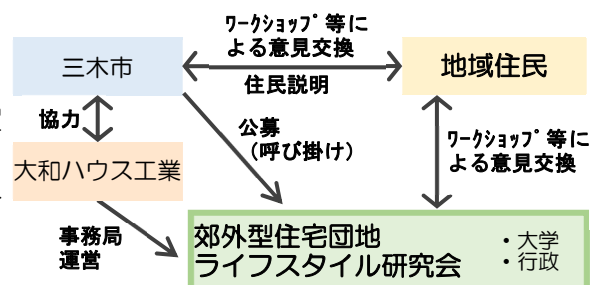 ﾜｰｸｼｮｯﾌﾟ等に
よる意見交換
三木市
地域住民
住民説明
協力
公募
（呼び掛け）
ﾜｰｸｼｮｯﾌﾟ等に
よる意見交換
大和ハウス工業
事務局
運営
郊外型住宅団地
ライフスタイル研究会
・大学
・行政